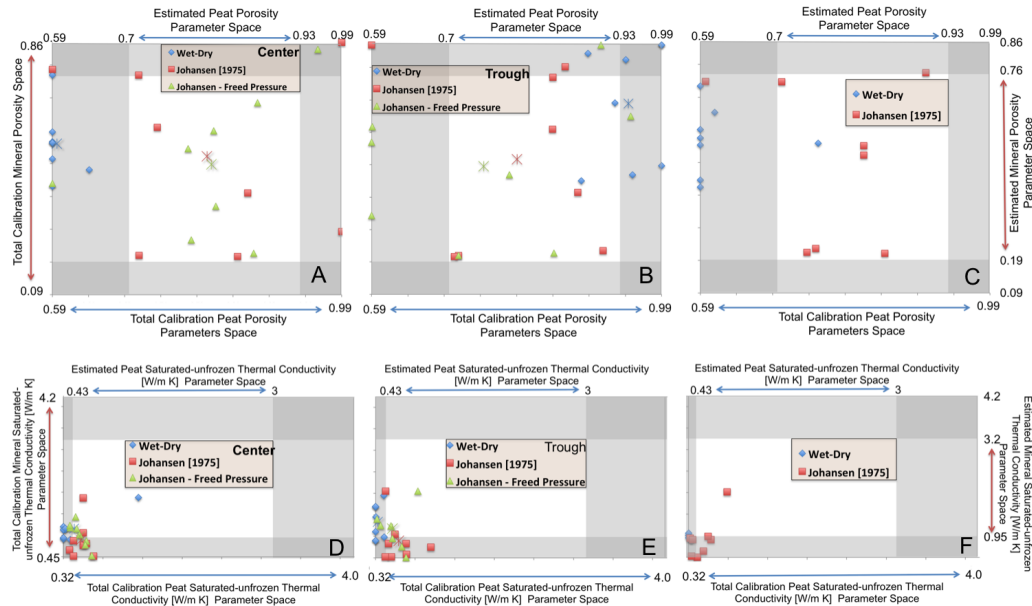 Estimated Peat Porosity
Parameter Space
0.59
0.7
0.93
0.99
0.86
0.09
Total Calibration Mineral Porosity Space
Wet-Dry
Center
Johansen [1975]
Johansen - Freed Pressure
A
0.59
0.99
Total Calibration Peat Porosity
Parameters Space
Estimated Peat Porosity
Parameter Space
0.59
0.7
0.93
0.99
Wet-Dry
Trough
Johansen [1975]
Johansen - Freed Pressure
B
0.59
0.99
Total Calibration Peat Porosity
Parameters Space
Estimated Peat Porosity
Parameter Space
0.59
0.7
0.93
0.99
0.86
0.76
0.19
0.09
Estimated Mineral Porosity
Parameter Space
Wet-Dry
Johansen [1975]
C
0.59
0.99
Total Calibration Peat Porosity
Parameters Space
Estimated Peat Saturated-unfrozen Thermal Conductivity
[W/m K] Parameter Space
0.43
3
4.2
0.45
Total Calibration Mineral Saturated-
unfrozen Thermal Conductivity [W/m K]
Parameter Space
Wet-Dry
Center
Johansen [1975]
Johansen - Freed Pressure
D
0.32
4.0
Total Calibration Peat Saturated-unfrozen Thermal
Conductivity [W/m K] Parameter Space
Estimated Peat Saturated-unfrozen Thermal Conductivity
[W/m K] Parameter Space
0.43
3
Wet-Dry
Trough
Johansen [1975]
Johansen - Freed Pressure
E
0.32
4.0
Total Calibration Peat Saturated-unfrozen Thermal
Conductivity [W/m K] Parameter Space
Estimated Peat Saturated-unfrozen Thermal Conductivity
[W/m K] Parameter Space
0.43
3
4.2
3.2
0.95
Estimated Mineral Saturated-unfrozen
Thermal Conductivity [W/m K]
Parameter Space
Wet-Dry
Johansen [1975]
F
0.32
4.0
Total Calibration Peat Saturated-unfrozen Thermal
Conductivity [W/m K] Parameter Space